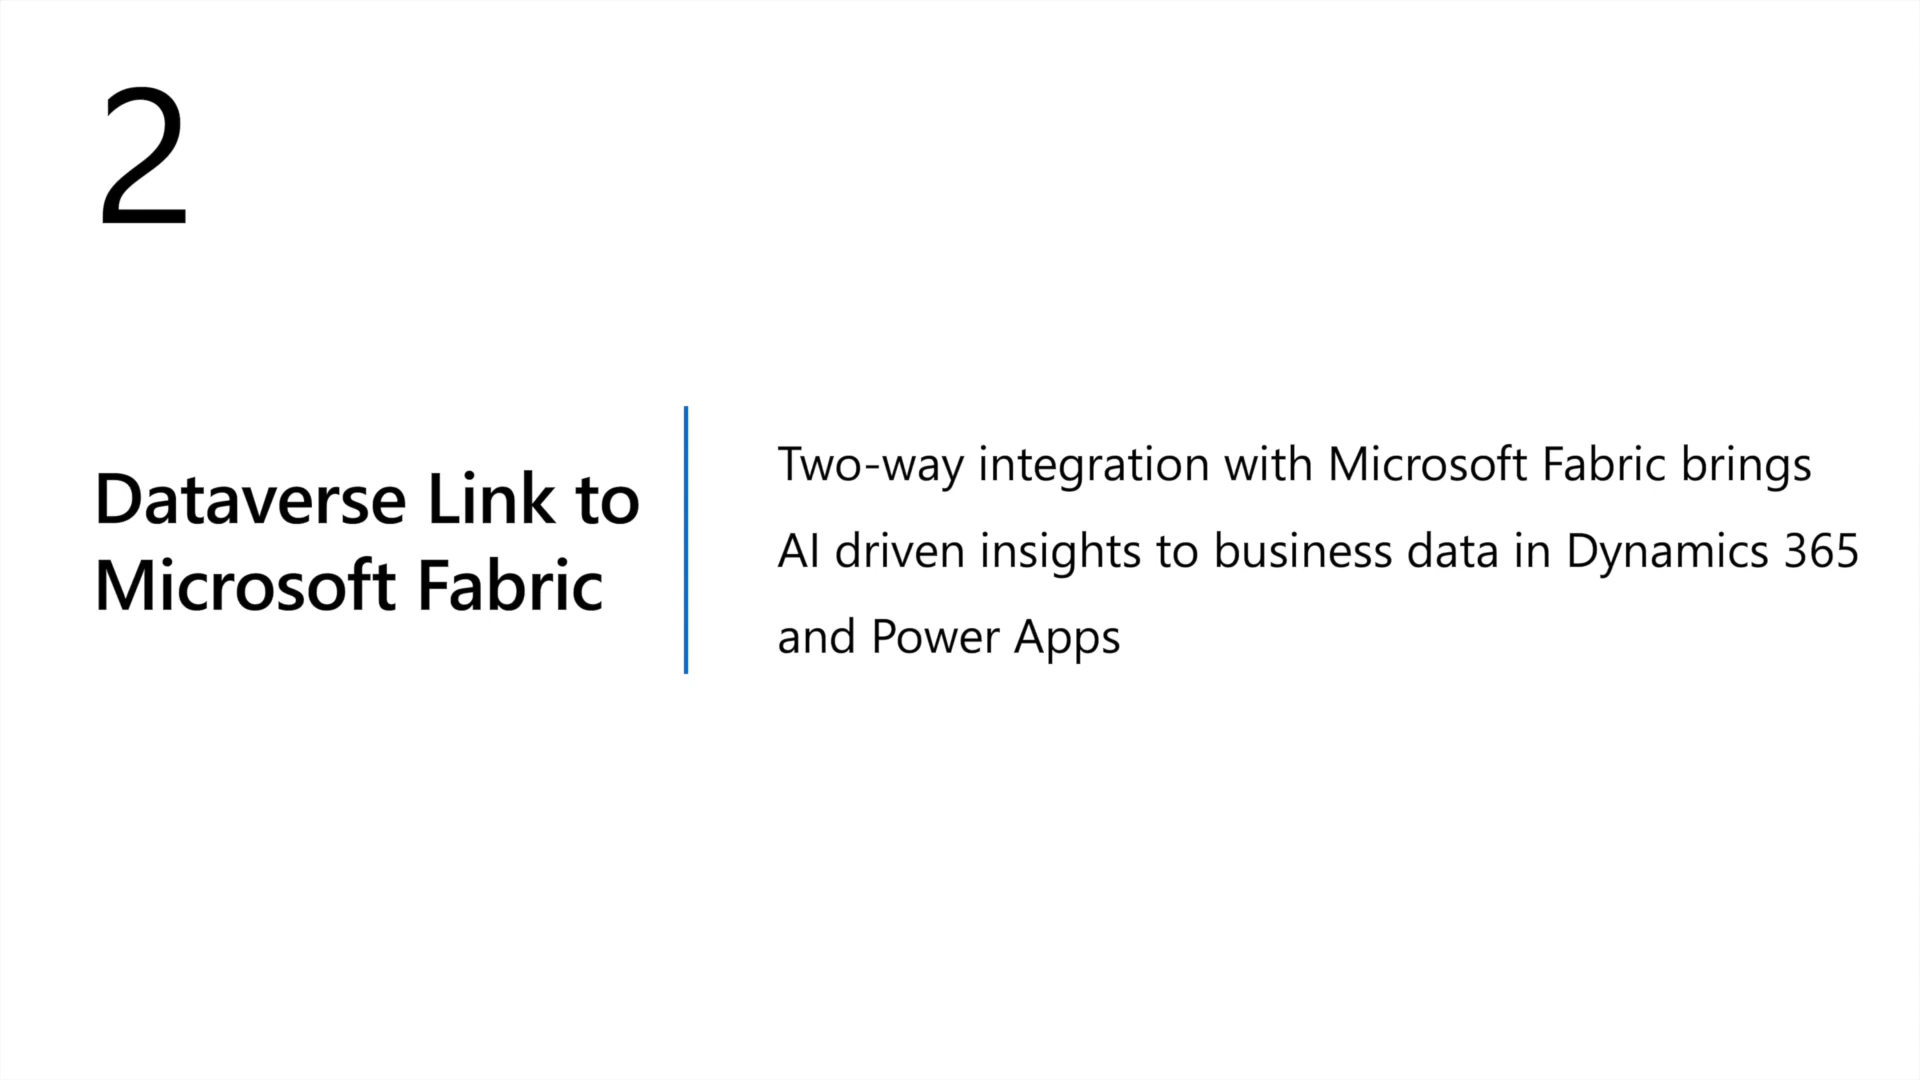 2
Dataverse Link to
Microsoft Fabric
Two-way integration with Microsoft Fabric brings
AI driven insights to business data in Dynamics 365
and Power Apps